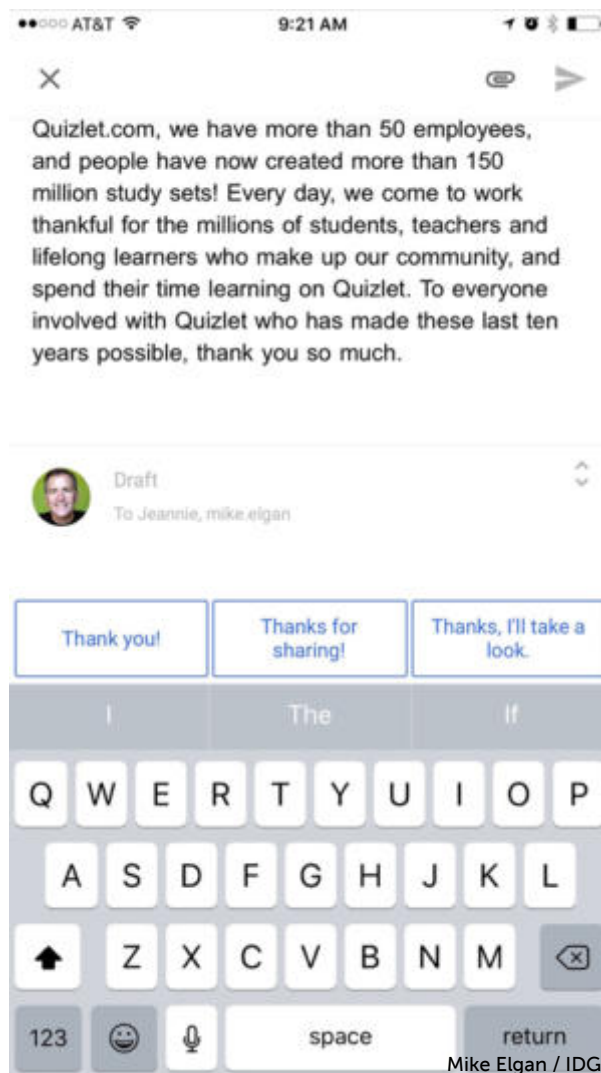 AT&T 9:21 AM
Quizlet.com, we have more than 50 employees,
and people have now created more than 150
million study sets! Every day, we come to work
thankful for the millions of students, teachers and
lifelong learners who make up our community, and
spend their time learning on Quizlet. To everyone
involved with Quizlet who has made these last ten
years possible, thank you so much.
Draft
To Jeannie, mike.elgan
Thank you! Thanks for sharing! Thanks, I'll take a look.
I The If
Q W E R T Y U I O P
A S D F G H J K L
Z X C V B N M
123 space return
Mike Elgan / IDG